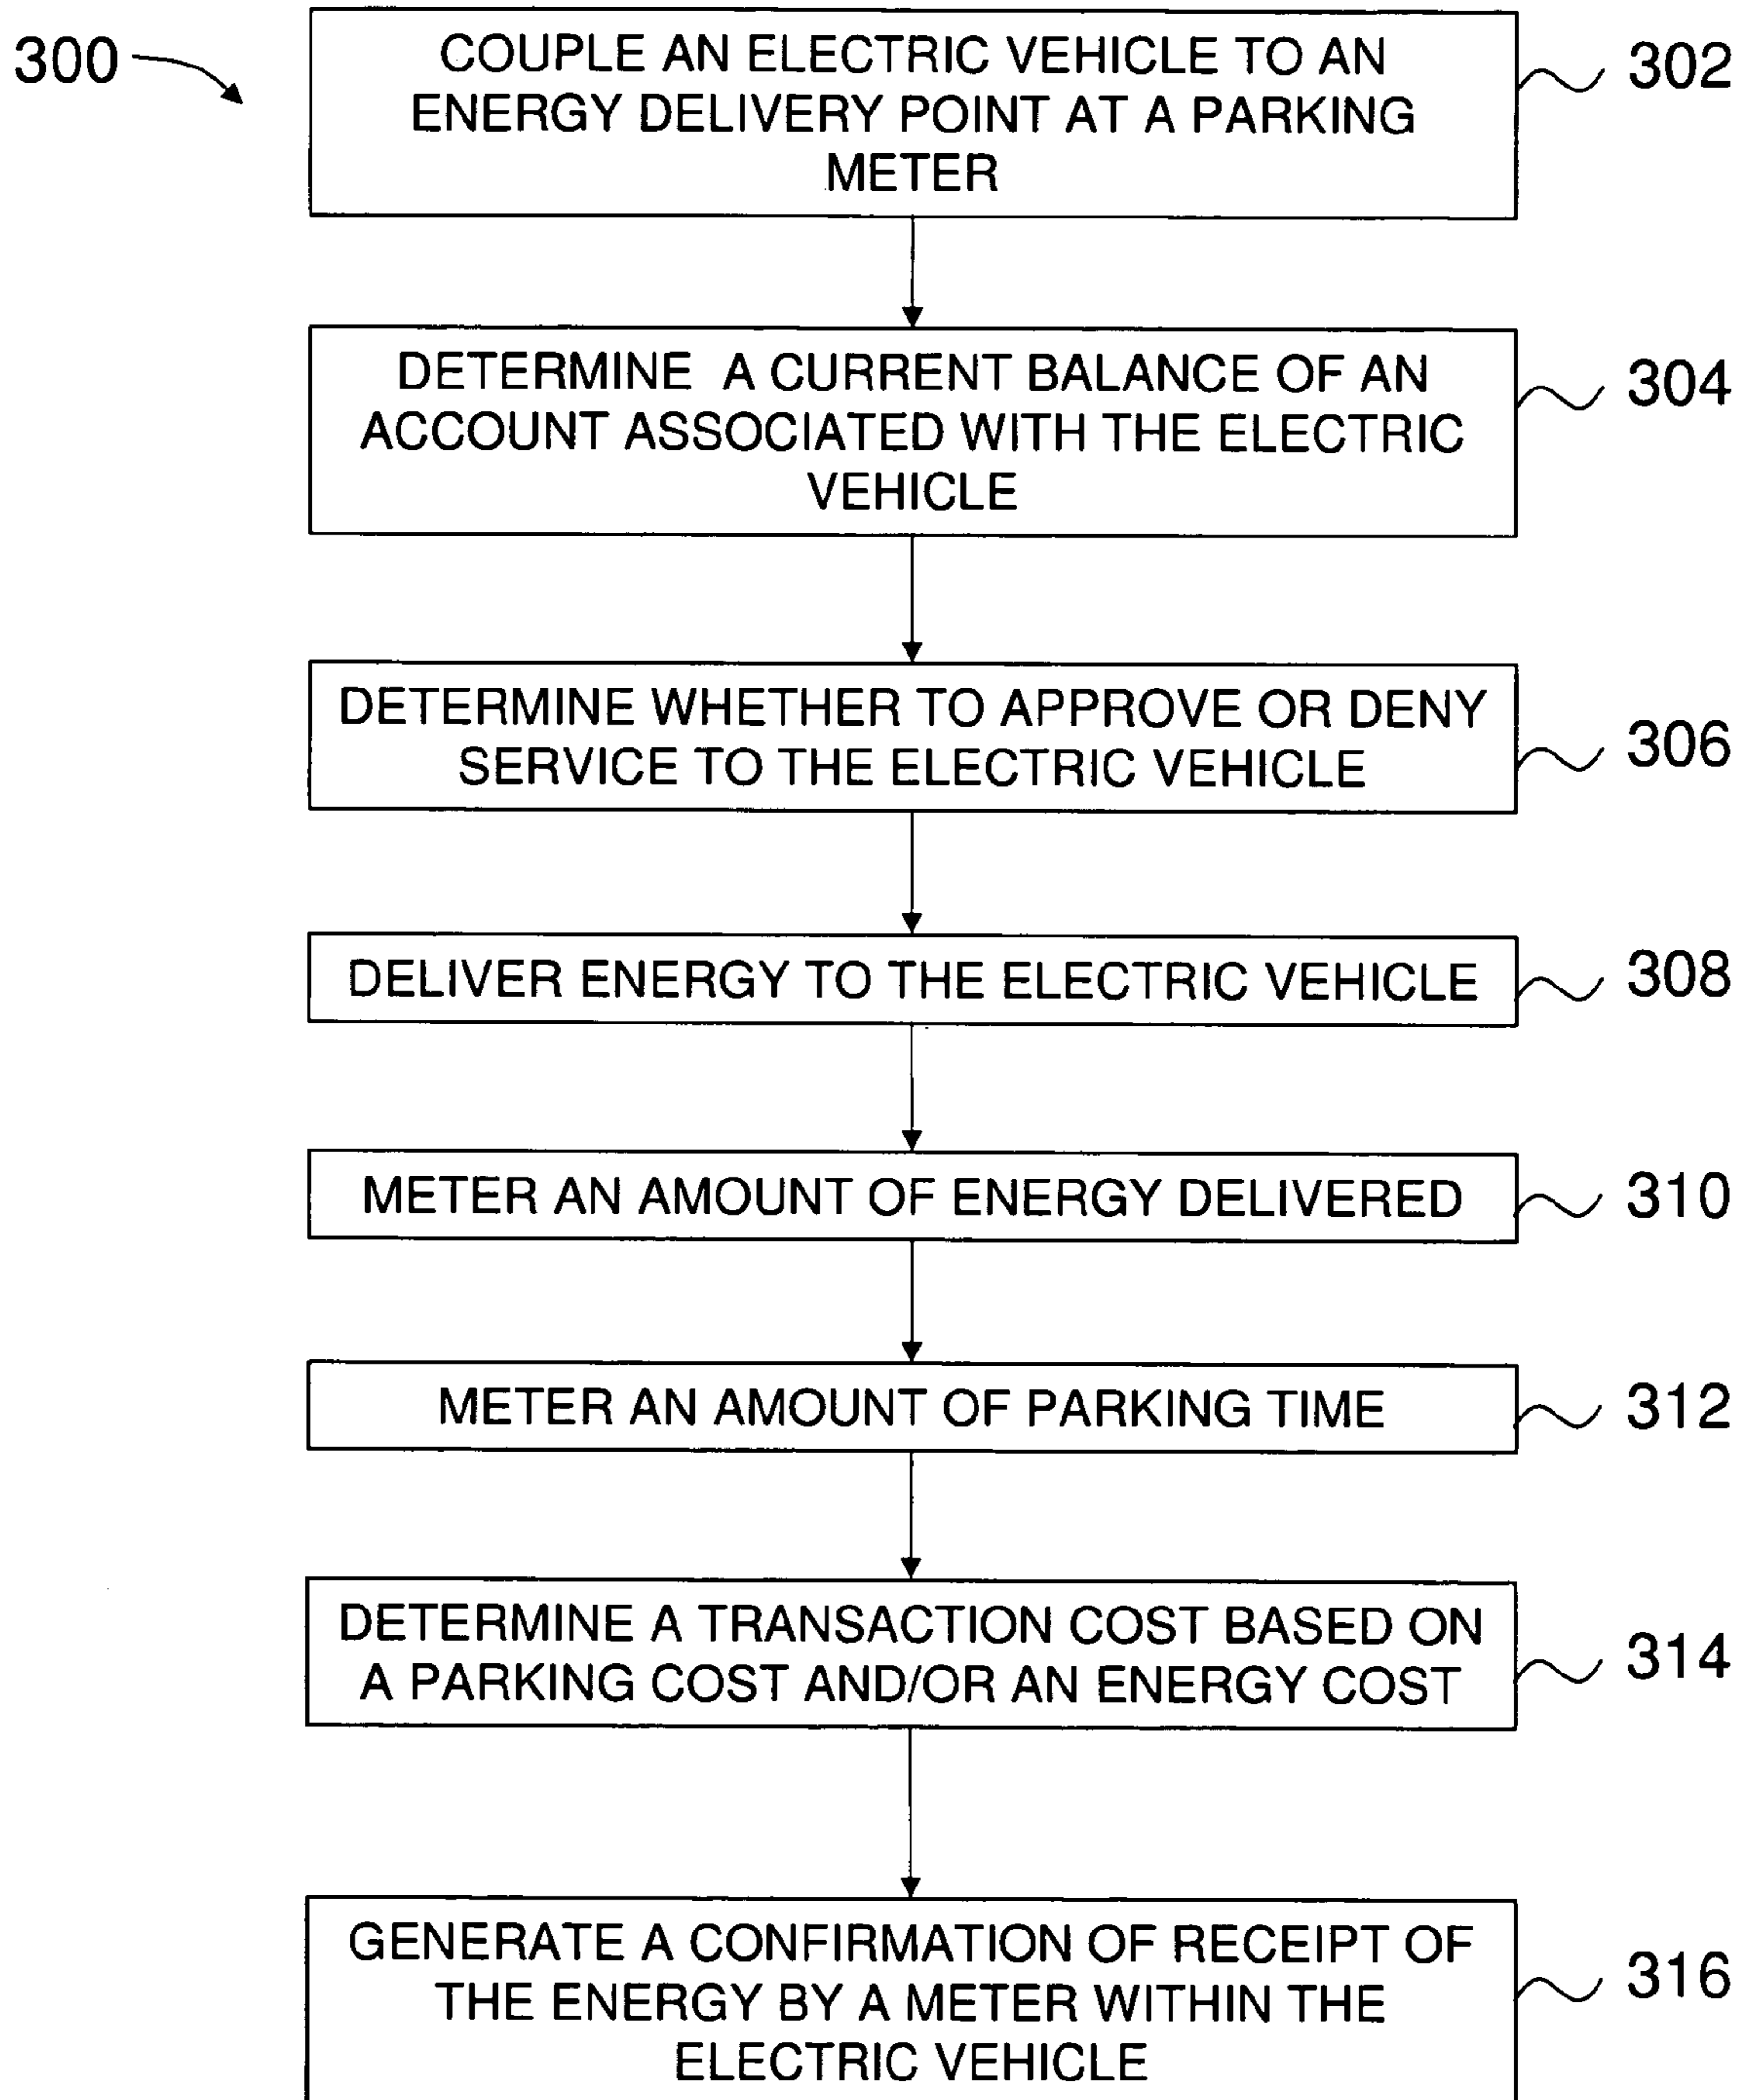 300
COUPLE AN ELECTRIC VEHICLE TO AN
ENERGY DELIVERY POINT AT A PARKING
METER
302
DETERMINE A CURRENT BALANCE OF AN
ACCOUNT ASSOCIATED WITH THE ELECTRIC
VEHICLE
304
DETERMINE WHETHER TO APPROVE OR DENY
SERVICE TO THE ELECTRIC VEHICLE
306
DELIVER ENERGY TO THE ELECTRIC VEHICLE
308
METER AN AMOUNT OF ENERGY DELIVERED
310
METER AN AMOUNT OF PARKING TIME
312
DETERMINE A TRANSACTION COST BASED ON
A PARKING COST AND/OR AN ENERGY COST
314
GENERATE A CONFIRMATION OF RECEIPT OF
THE ENERGY BY A METER WITHIN THE
ELECTRIC VEHICLE
316